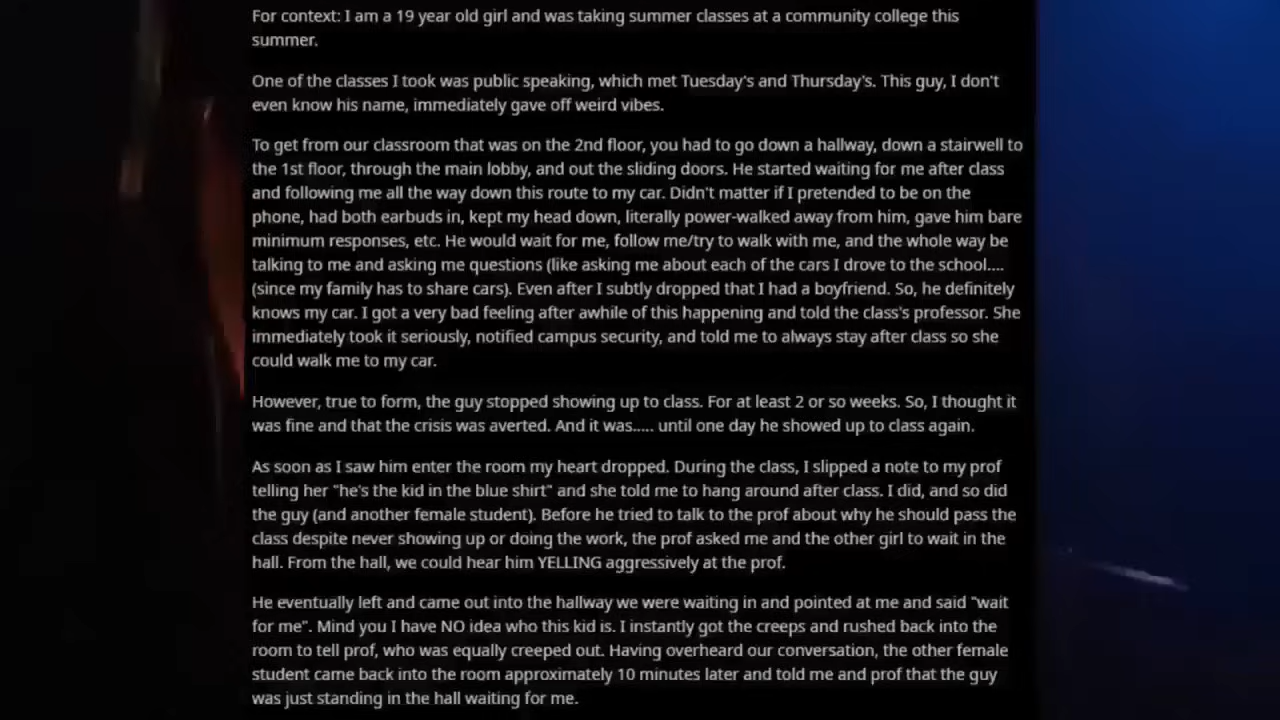 For context: I am a 19 year old girl and was taking summer classes at a community college this
summer.
One of the classes I took was public speaking, which met Tuesday's and Thursday's. This guy, I don't
even know his name, immediately gave off weird vibes.
To get from our classroom that was on the 2nd floor, you had to go down a hallway, down a stairwell to
the 1st floor, through the main lobby, and out the sliding doors. He started waiting for me after class
and following me all the way down this route to my car. Didn't matter if I pretended to be on the
phone, had both earbuds in, kept my head down, literally power-walked away from him, gave him bare
minimum responses, etc. He would wait for me, follow me/try to walk with me, and the whole way be
talking to me and asking me questions (like asking me about each of the cars I drove to the school....
(since my family has to share cars). Even after I subtly dropped that I had a boyfriend. So, he definitely
knows my car. I got a very bad feeling after awhile of this happening and told the class's professor. She
immediately took it seriously, notified campus security, and told me to always stay after class so she
could walk me to my car.
However, true to form, the guy stopped showing up to class. For at least 2 or so weeks. So, I thought it
was fine and that the crisis was averted. And it was..... until one day he showed up to class again.
As soon as I saw him enter the room my heart dropped. During the class, I slipped a note to my prof
telling her "he's the kid in the blue shirt" and she told me to hang around after class. I did, and so did
the guy (and another female student). Before he tried to talk to the prof about why he should pass the
class despite never showing up or doing the work, the prof asked me and the other girl to wait in the
hall. From the hall, we could hear him YELLING aggressively at the prof.
He eventually left and came out into the hallway we were waiting in and pointed at me and said "wait
for me". Mind you I have NO idea who this kid is. I instantly got the creeps and rushed back into the
room to tell prof, who was equally creeped out. Having overheard our conversation, the other female
student came back into the room approximately 10 minutes later and told me and prof that the guy
was just standing in the hall waiting for me.